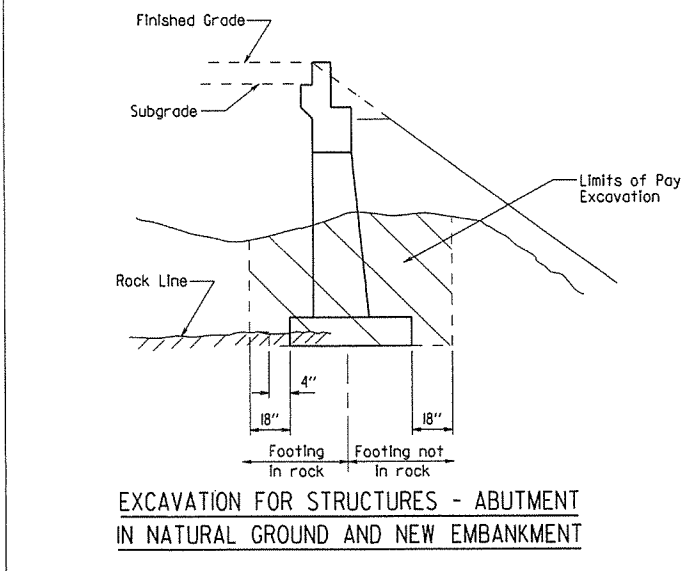 Finished Grade
Subgrade
Limits of Pay
Excavation
Rock Line
4"
18"
18"
Footing
in rock
Footing not
in rock
EXCAVATION FOR STRUCTURES - ABUTMENT
IN NATURAL GROUND AND NEW EMBANKMENT